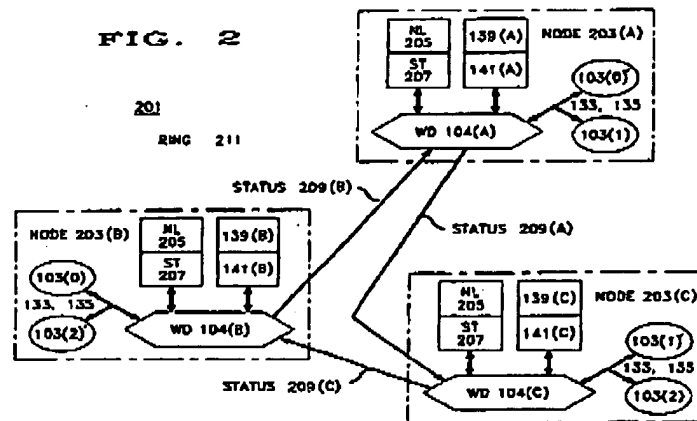 FIG. 2
201
RING 211
NODE 203(A)
NL
205
ST
207
139(A)
141(A)
103(0)
133, 135
103(1)
WD 104(A)
STATUS 209(B)
STATUS 209(A)
NODE 203(B)
NL
205
ST
207
139(B)
141(B)
103(0)
133, 135
103(2)
WD 104(B)
STATUS 209(C)
NODE 203(C)
NL
205
ST
207
139(C)
141(C)
103(1)
133, 135
103(2)
WD 104(C)